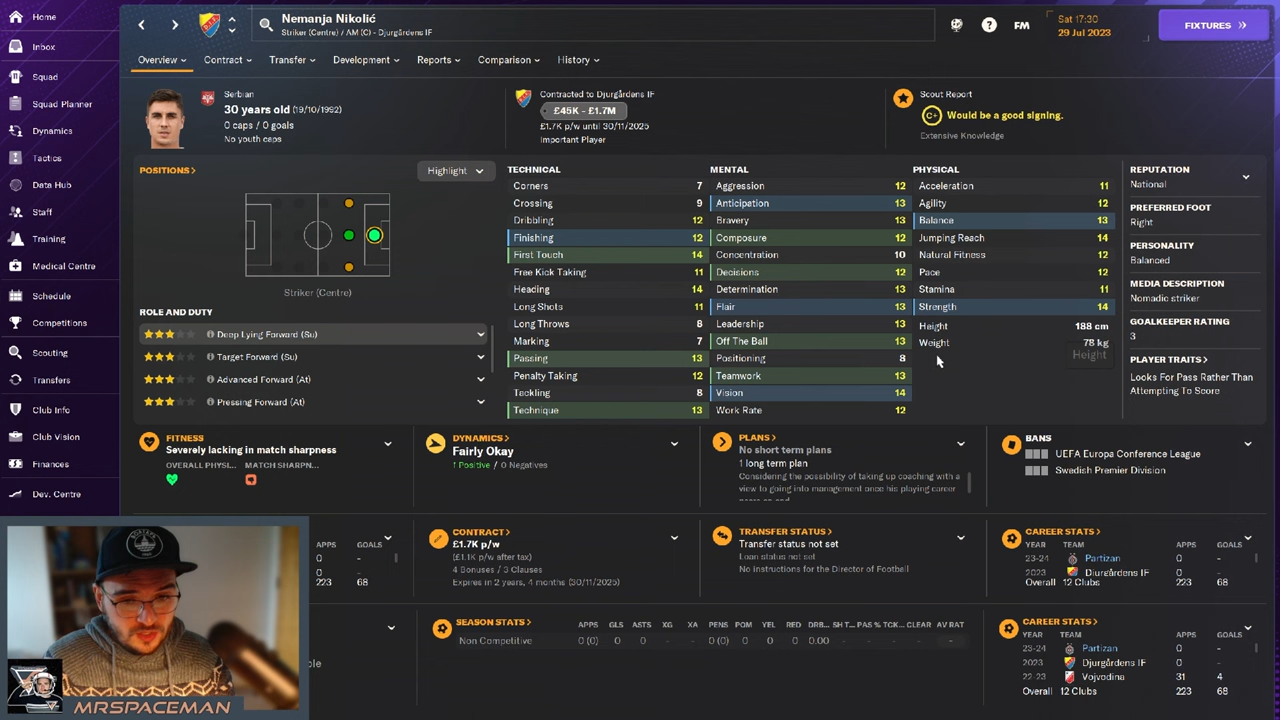 Home
Nemanja Nikolić
Striker (Centre) / AM (C) - Djurgårdens IF
FM
Sat 17:30
29 Jul 2023
FIXTURES
Inbox
Squad
Squad Planner
Dynamics
Tactics
Data Hub
Staff
Training
Medical Centre
Schedule
Competitions
Scouting
Transfers
Club Info
Club Vision
Finances
Dev. Centre
Overview
Contract
Transfer
Development
Reports
Comparison
History
Serbian
30 years old (19/10/1992)
0 caps / 0 goals
No youth caps
Contracted to Djurgårdens IF
£45K - £1.7M
£1.7K p/w until 30/11/2025
Important Player
Scout Report
C+ Would be a good signing.
Extensive Knowledge
POSITIONS>
Highlight
Striker (Centre)
ROLE AND DUTY
Deep Lying Forward (Su)
Target Forward (Su)
Advanced Forward (At)
Pressing Forward (At)
TECHNICAL
Corners 7
Crossing 9
Dribbling 12
Finishing 12
First Touch 14
Free Kick Taking 11
Heading 14
Long Shots 11
Long Throws 8
Marking 7
Passing 13
Penalty Taking 12
Tackling 8
Technique 13
MENTAL
Aggression 12
Anticipation 13
Bravery 13
Composure 12
Concentration 10
Decisions 12
Determination 13
Flair 13
Leadership 13
Off The Ball 13
Positioning 8
Teamwork 13
Vision 14
Work Rate 12
PHYSICAL
Acceleration 11
Agility 12
Balance 13
Jumping Reach 14
Natural Fitness 12
Pace 12
Stamina 11
Strength 14
Height 188 cm
Weight 78 kg
Height
REPUTATION
National
PREFERRED FOOT
Right
PERSONALITY
Balanced
MEDIA DESCRIPTION
Nomadic striker
GOALKEEPER RATING
3
PLAYER TRAITS>
Looks For Pass Rather Than
Attempting To Score
FITNESS>
Severely lacking in match sharpness
OVERALL PHYSI... MATCH SHARPN...
DYNAMICS>
Fairly Okay
1 Positive / 0 Negatives
PLANS>
No short term plans
1 long term plan
Considering the possibility of taking up coaching with a
view to going into management once his playing career
BANS
UEFA Europa Conference League
Swedish Premier Division
APPS GOALS
0 -
0 -
223 68
CONTRACT>
£1.7K p/w
(£1.1K p/w after tax)
4 Bonuses / 3 Clauses
Expires in 2 years, 4 months (30/11/2025)
TRANSFER STATUS>
Transfer status not set
Loan status not set
No instructions for the Director of Football
CAREER STATS>
YEAR TEAM APPS GOALS
23-24 Partizan 0 -
2023 Djurgårdens IF 0 -
Overall 12 Clubs 223 68
SEASON STATS>
APPS GLS ASTS XG XA PENS POM YEL RED DRB... SH T... PAS % TCK... CLEAR AV RAT
Non Competitive 0 (0) 0 0 - - 0 (0) 0 0 0 0.00 - - - - -
CAREER STATS>
YEAR TEAM APPS GOALS
23-24 Partizan 0 -
2023 Djurgårdens IF 0 -
22-23 Vojvodina 31 4
Overall 12 Clubs 223 68
MRSPACEMAN